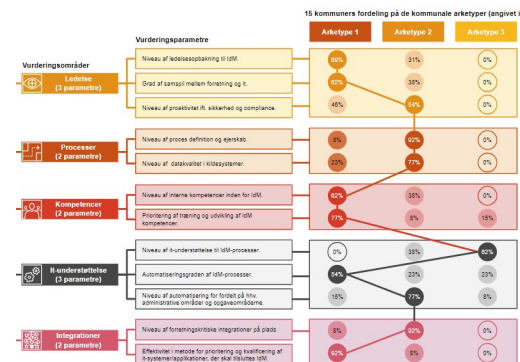 15 kommuners fordeling på de kommunale arketyper (angivet i
Vurderingsparametre
Arketype 1
Arketype 2
Arketype 3
Vurderingsområder
Ledelse
(3 parametre)
Niveau af ledelsesopbakning til IdM.
69%
31%
0%
Grad af samspil mellem forretning og it.
62%
38%
0%
Niveau af proaktivitet ift. sikkerhed og compliance.
46%
54%
0%
Processer
(2 parametre)
Niveau af proces definition og ejerskab.
8%
92%
0%
Niveau af datakvalitet i kildesystemer.
23%
77%
0%
Kompetencer
(2 parametre)
Niveau af interne kompetencer inden for IdM.
62%
38%
0%
Prioritering af træning og udvikling af IdM
kompetencer.
77%
8%
15%
It-understøttelse
(3 parametre)
Niveau af it-understøttelse til IdM-processer.
0%
38%
62%
Automatiseringsgraden af IdM-processer.
54%
23%
23%
Niveau af automatisering for fordelt på hhv.
administrative områder og opgaveområderne.
15%
77%
8%
Integrationer
(2 parametre)
Niveau af forretningskritiske integrationer på plads.
8%
92%
0%
Effektivitet i metode for prioritering og kvalificering af
it-systemer/applikationer, der skal tilsluttes IdM.
92%
8%
0%